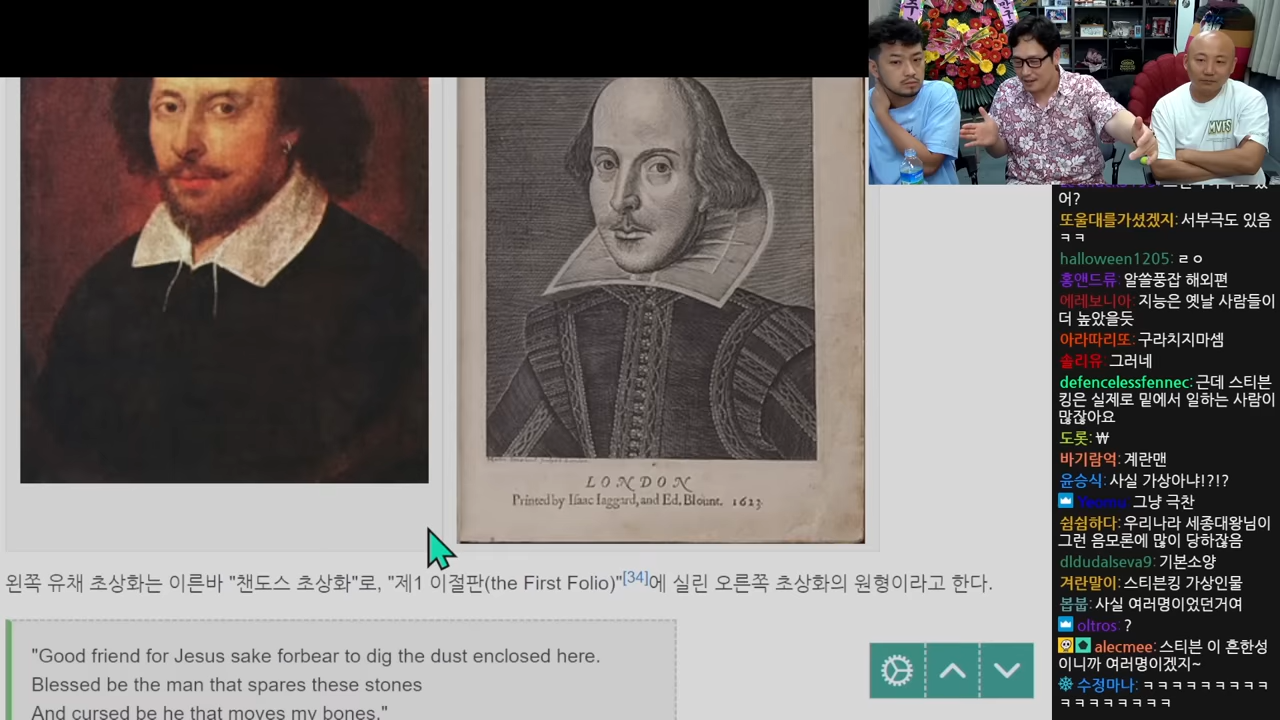 주
MVTS
어?
또울대를가셨겠지: 서부극도 있음
ㅋㅋ
halloween1205: ㄹㅇ
홍앤드류: 알쓸풍잡 해외편
에레보니아: 지능은 옛날 사람들이
더 높았을듯
아라따리또: 구라치지마셈
솔리유: 그러네
defencelessfennec: 근데 스티븐
킹은 실제로 밑에서 일하는 사람이
많잖아요
도롯: ₩
바기람억: 계란맨
윤승식: 사실 가상아냐!?!?
Yeomu: 그냥 극찬
쉼쉼하다: 우리나라 세종대왕님이
그런 음모론에 많이 당하잖음
dldudalseva9: 기본소양
겨란말이: 스티븐킹 가상인물
봅붑: 사실 여러명이었던거여
oltros: ?
alecmee: 스티븐 이 흔한성
이니까 여러명이겠지~
수정마나: ㅋㅋㅋㅋㅋㅋㅋㅋㅋ
ㅋㅋㅋㅋㅋㅋㅋㅋ
LONDON
Printed by Isaac Iaggard, and Ed. Blount. 1623.
왼쪽 유채 초상화는 이른바 "챈도스 초상화"로, "제1 이절판(the First Folio)"[34]에 실린 오른쪽 초상화의 원형이라고 한다.
"Good friend for Jesus sake forbear to dig the dust enclosed here.
Blessed be the man that spares these stones
And cursed be he that moves my bones."